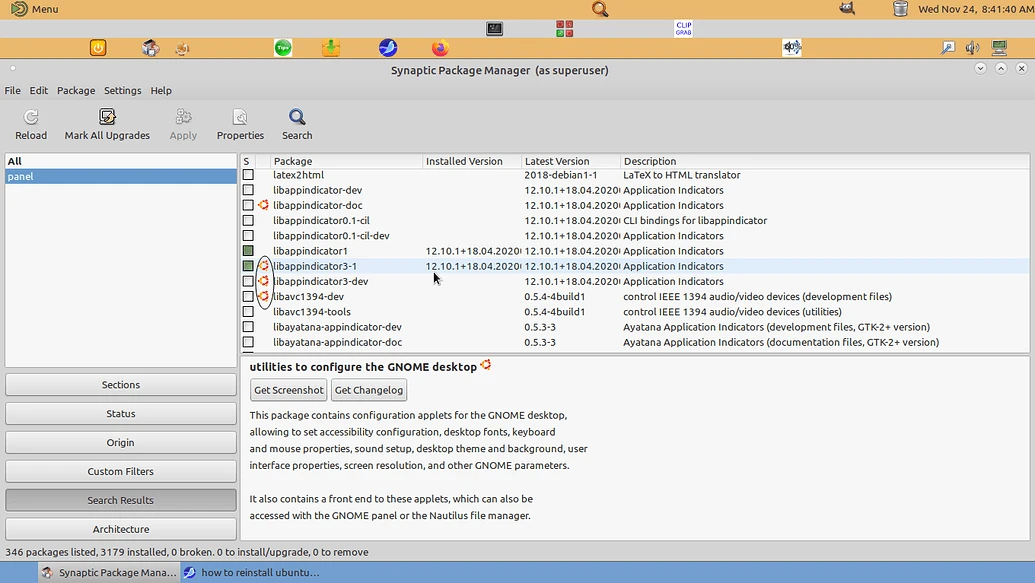 Menu
Wed Nov 24, 8:41:40 AM
CLIP
GRAB
Tips
Synaptic Package Manager (as superuser)
File Edit Package Settings Help
Reload Mark All Upgrades Apply Properties Search
All
panel
S Package Installed Version Latest Version Description
latex2html 2018-debian1-1 LaTeX to HTML translator
libappindicator-dev 12.10.1+18.04.2020 Application Indicators
libappindicator-doc 12.10.1+18.04.2020 Application Indicators
libappindicator0.1-cil 12.10.1+18.04.2020 CLI bindings for libappindicator
libappindicator0.1-cil-dev 12.10.1+18.04.2020 Application Indicators
libappindicator1 12.10.1+18.04.2020 12.10.1+18.04.2020 Application Indicators
libappindicator3-1 12.10.1+18.04.2020 12.10.1+18.04.2020 Application Indicators
libappindicator3-dev 12.10.1+18.04.2020 Application Indicators
libavc1394-dev 0.5.4-4build1 control IEEE 1394 audio/video devices (development files)
libavc1394-tools 0.5.4-4build1 control IEEE 1394 audio/video devices (utilities)
libayatana-appindicator-dev 0.5.3-3 Ayatana Application Indicators (development files, GTK-2+ version)
libayatana-appindicator-doc 0.5.3-3 Ayatana Application Indicators (documentation files, GTK-2+ version)
Sections
Status
Origin
Custom Filters
Search Results
Architecture
utilities to configure the GNOME desktop
Get Screenshot Get Changelog
This package contains configuration applets for the GNOME desktop,
allowing to set accessibility configuration, desktop fonts, keyboard
and mouse properties, sound setup, desktop theme and background, user
interface properties, screen resolution, and other GNOME parameters.
It also contains a front end to these applets, which can also be
accessed with the GNOME panel or the Nautilus file manager.
346 packages listed, 3179 installed, 0 broken. 0 to install/upgrade, 0 to remove
Synaptic Package Mana... how to reinstall ubuntu...